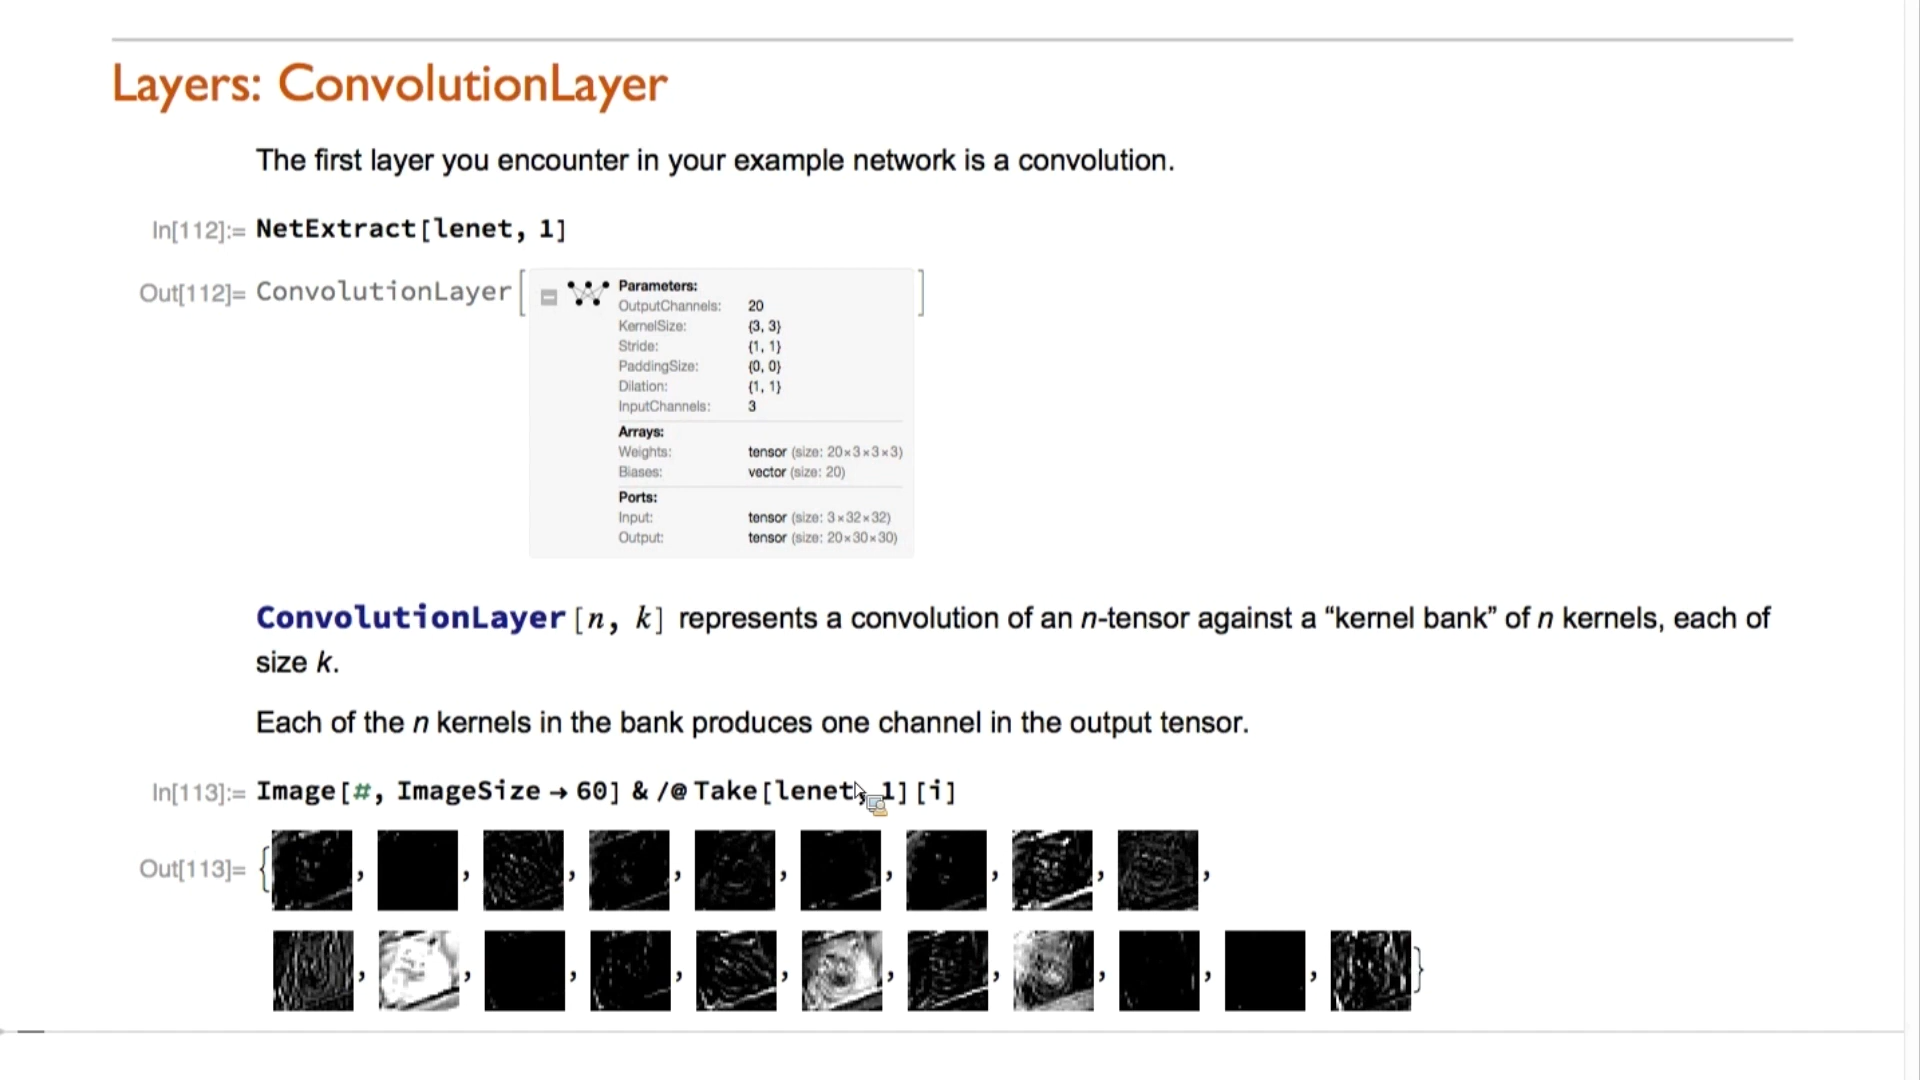 Layers: ConvolutionLayer
The first layer you encounter in your example network is a convolution.
In[112]:= NetExtract[lenet, 1]
Out[112]= ConvolutionLayer[ ]
Parameters:
OutputChannels: 20
KernelSize: {3, 3}
Stride: {1, 1}
PaddingSize: {0, 0}
Dilation: {1, 1}
InputChannels: 3
Arrays:
Weights: tensor (size: 20×3×3×3)
Biases: vector (size: 20)
Ports:
Input: tensor (size: 3×32×32)
Output: tensor (size: 20×30×30)
ConvolutionLayer[n, k] represents a convolution of an n-tensor against a “kernel bank” of n kernels, each of
size k.
Each of the n kernels in the bank produces one channel in the output tensor.
In[113]:= Image[#, ImageSize → 60] & /@ Take[lenet, 1][i]
Out[113]= { , , , , , , , , ,
, , , , , , , , , }